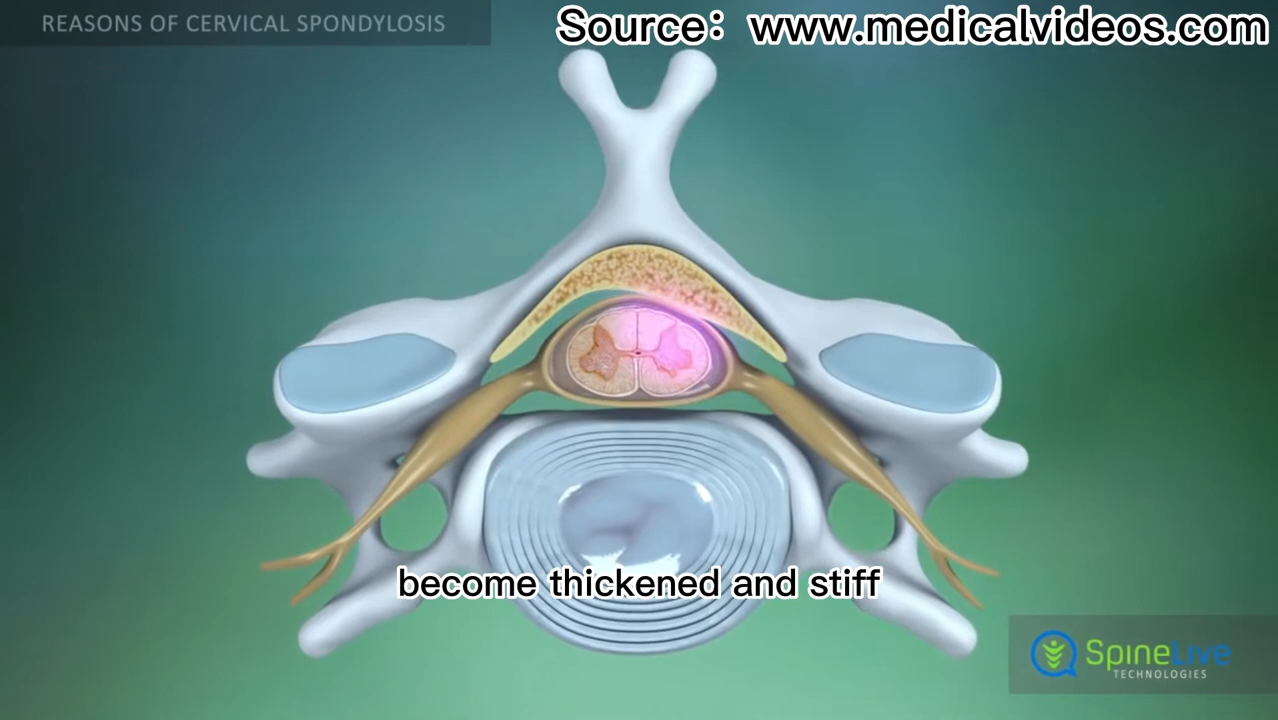 REASONS OF CERVICAL SPONDYLOSIS
Source： www.medicalvideos.com
become thickened and stiff
SpineLive
TECHNOLOGIES